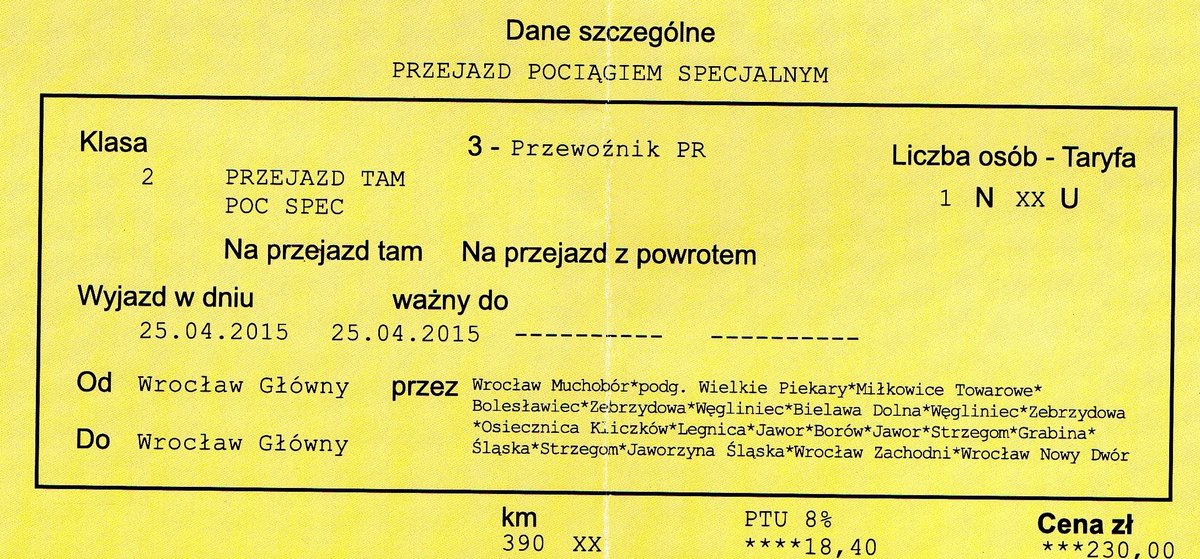 Dane szczególne
PRZEJAZD POCIĄGIEM SPECJALNYM
Klasa 3 - Przewoźnik PR Liczba osób - Taryfa
2 PRZEJAZD TAM 1 N XX U
POC SPEC
Na przejazd tam Na przejazd z powrotem
Wyjazd w dniu ważny do
25.04.2015 25.04.2015 ---------- ----------
Od Wrocław Główny przez Wrocław Muchobór*podg. Wielkie Piekary*Miłkowice Towarowe*
Bolesławiec*Zebrzydowa*Węgliniec*Bielawa Dolna*Węgliniec*Zebrzydowa
*Osiecznica Kliczków*Legnica*Jawor*Borów*Jawor*Strzegom*Grabina*
Do Wrocław Główny Śląska*Strzegom*Jaworzyna Śląska*Wrocław Zachodni*Wrocław Nowy Dwór
km PTU 8% Cena zł
390 XX ****18,40 ***230,00